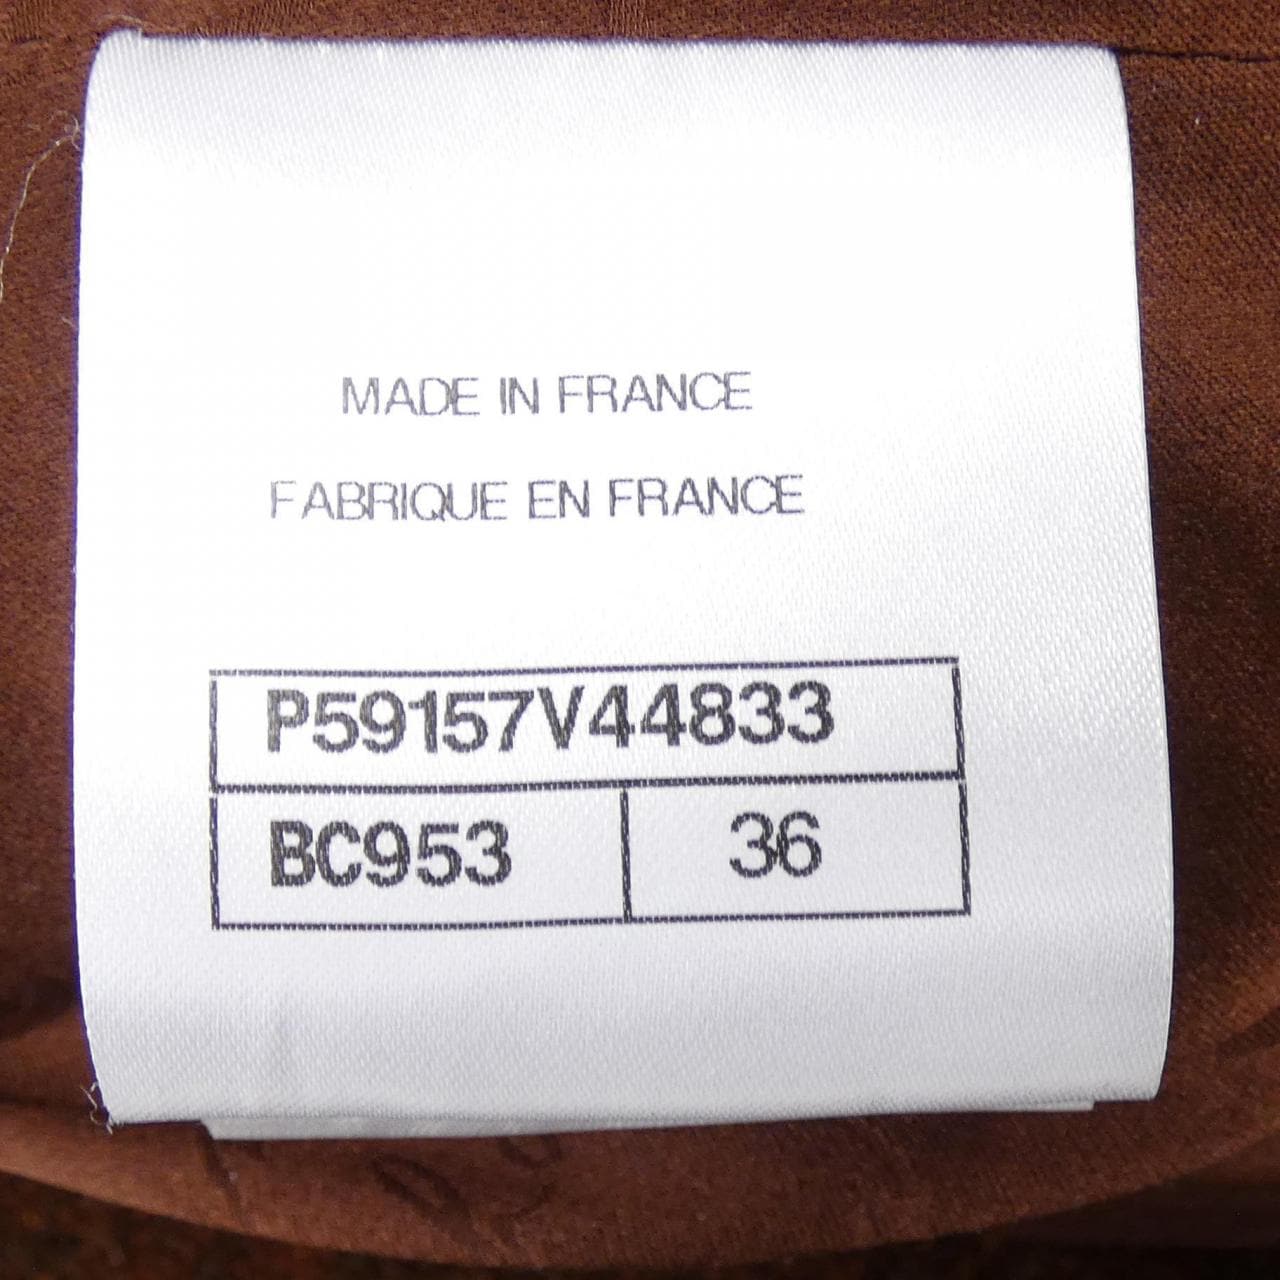 MADE IN FRANCE
FABRIQUE EN FRANCE
P59157V44833
BC953 36